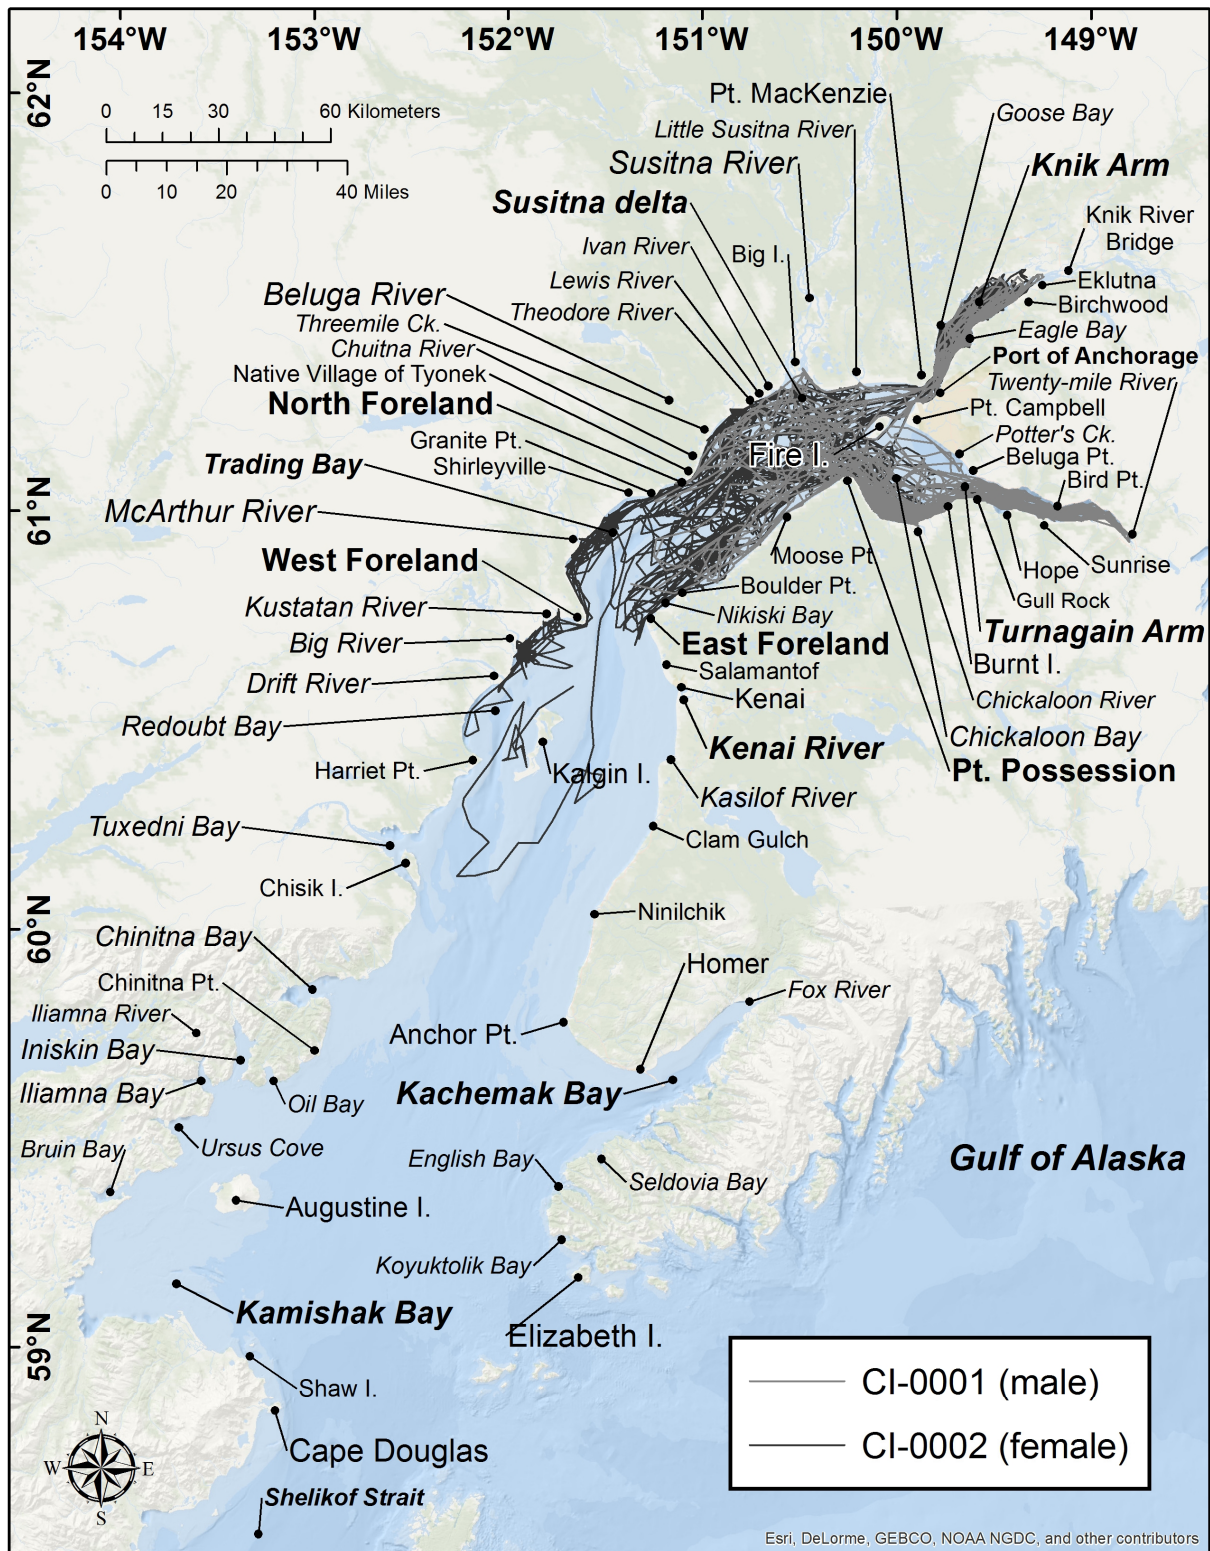 154°W 153°W 152°W 151°W 150°W 149°W
62°N
61°N
60°N
59°N
0 15 30 60 Kilometers
0 10 20 40 Miles
Pt. MacKenzie
Goose Bay
Little Susitna River
Susitna River
Knik Arm
Susitna delta
Knik River
Bridge
Ivan River
Big I.
Lewis River
Eklutna
Beluga River
Birchwood
Theodore River
Threemile Ck.
Eagle Bay
Chuitna River
Port of Anchorage
Native Village of Tyonek
Twenty-mile River
North Foreland
Pt. Campbell
Granite Pt.
Potter's Ck.
Fire I.
Beluga Pt.
Trading Bay
Shirleyville
Bird Pt.
McArthur River
Moose Pt.
West Foreland
Hope
Sunrise
Boulder Pt.
Gull Rock
Kustatan River
Nikiski Bay
Turnagain Arm
Big River
East Foreland
Burnt I.
Salamantof
Drift River
Kenai
Chickaloon River
Redoubt Bay
Chickaloon Bay
Kenai River
Harriet Pt.
Kalgin I.
Pt. Possession
Kasilof River
Tuxedni Bay
Clam Gulch
Chisik I.
Ninilchik
Chinitna Bay
Homer
Chinitna Pt.
Fox River
Iliamna River
Anchor Pt.
Iniskin Bay
Iliamna Bay
Kachemak Bay
Oil Bay
Bruin Bay
Ursus Cove
English Bay
Gulf of Alaska
Seldovia Bay
Augustine I.
Koyuktolik Bay
Kamishak Bay
Elizabeth I.
Shaw I.
CI-0001 (male)
CI-0002 (female)
Cape Douglas
N
W E
S
Shelikof Strait
Esri, DeLorme, GEBCO, NOAA NGDC, and other contributors